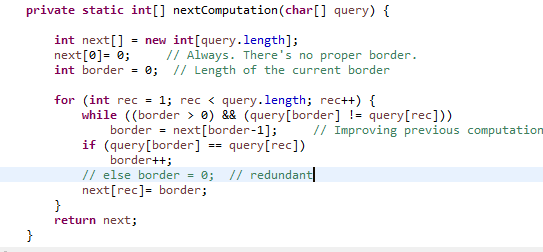 private static int[] nextComputation(char[] query) {
int next[] = new int[query.length];
next[0]= 0;     // Always. There's no proper border.
int border = 0;  // Length of the current border
for (int rec = 1; rec < query.length; rec++) {
while ((border > 0) && (query[border] != query[rec]))
border = next[border-1];     // Improving previous computation
if (query[border] == query[rec])
border++;
// else border = 0;  // redundant
next[rec]= border;
}
return next;
}